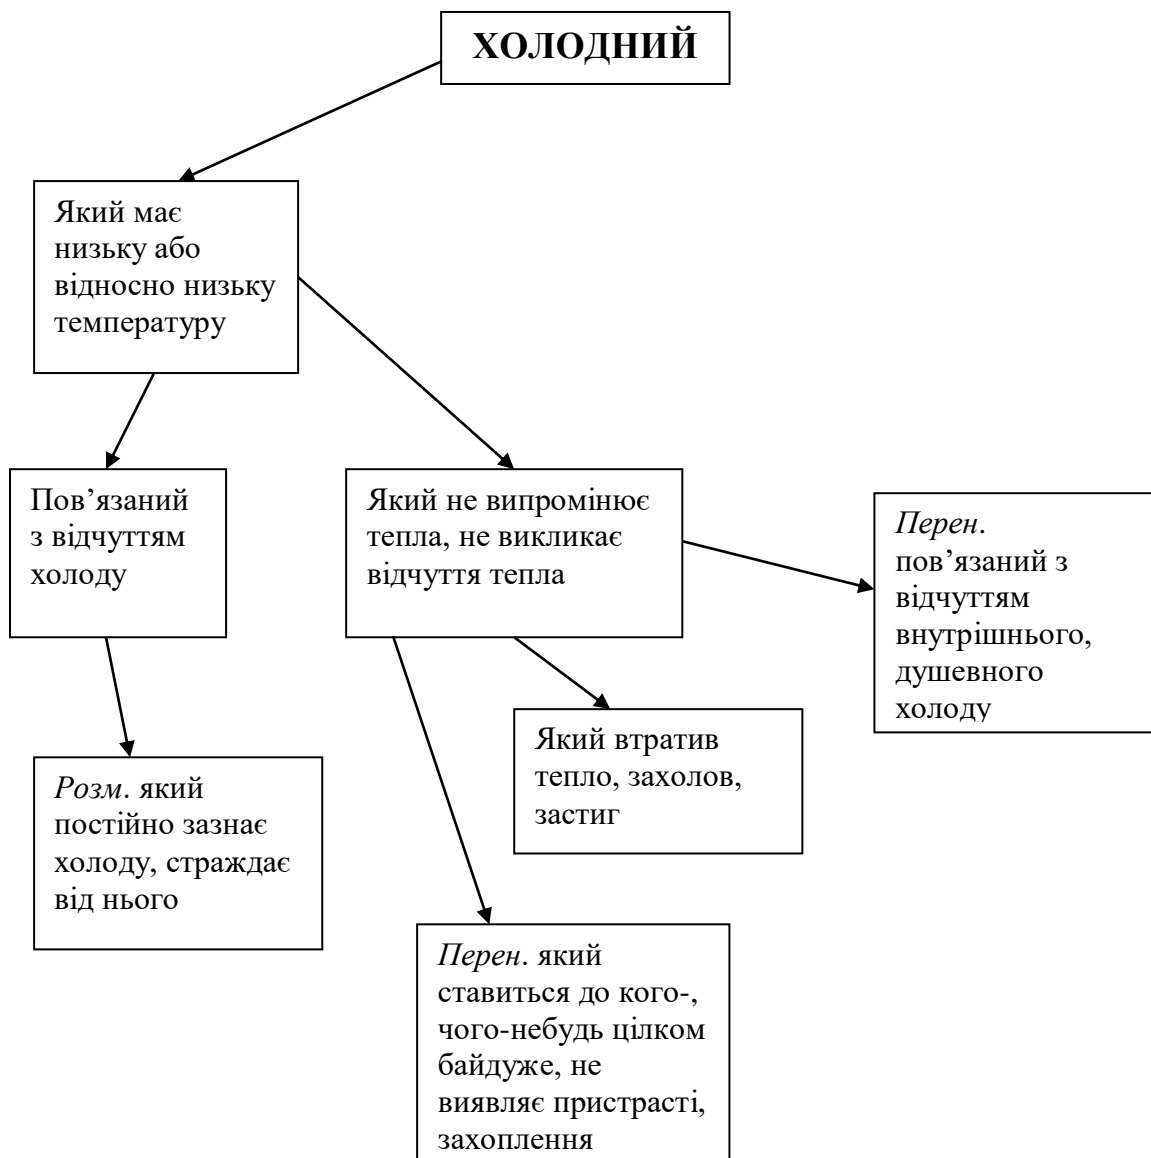 ХОЛОДНИЙ
Який має
низьку або
відносно низьку
температуру
Пов’язаний
з відчуттям
холоду
Який не випромінює
тепла, не викликає
відчуття тепла
Перен.
пов’язаний з
відчуттям
внутрішнього,
душевного
холоду
Який втратив
тепло, захолов,
застиг
Розм. який
постійно зазнає
холоду, страждає
від нього
Перен. який
ставиться до кого-,
чого-небудь цілком
байдуже, не
виявляє пристрасті,
захоплення